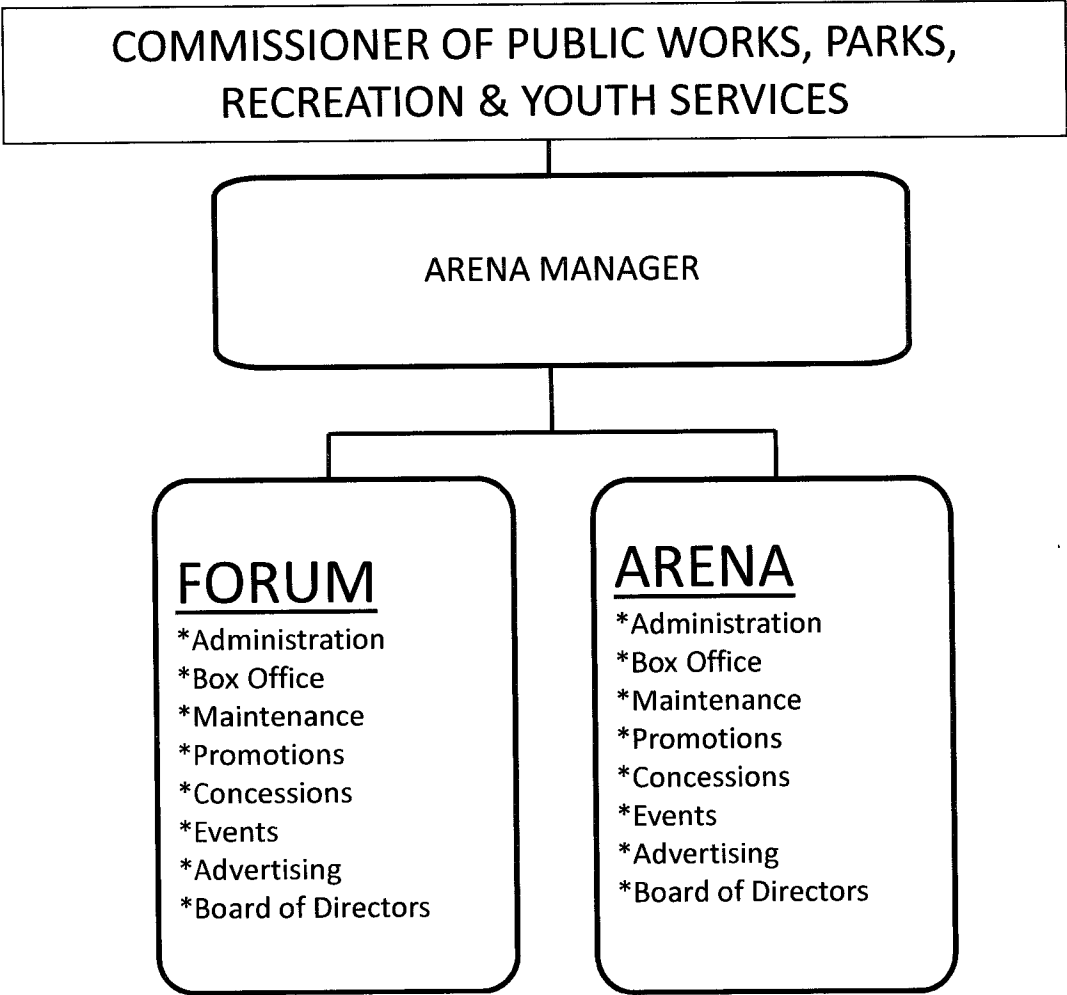 COMMISSIONER OF PUBLIC WORKS, PARKS,
RECREATION & YOUTH SERVICES
ARENA MANAGER
FORUM
*Administration
*Box Office
*Maintenance
*Promotions
*Concessions
*Events
*Advertising
*Board of Directors
ARENA
*Administration
*Box Office
*Maintenance
*Promotions
*Concessions
*Events
*Advertising
*Board of Directors